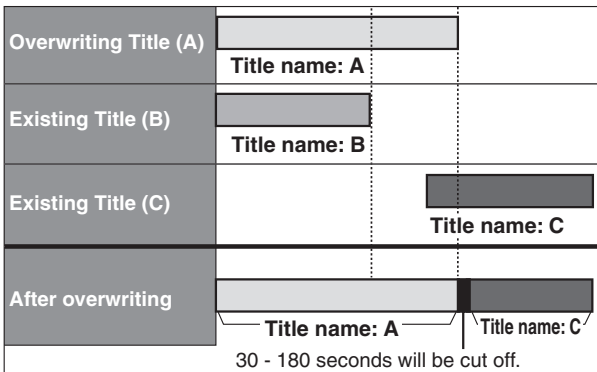 Overwriting Title (A)
Title name: A
Existing Title (B)
Title name: B
Existing Title (C)
Title name: C
After overwriting
Title name: A
Title name: C
30 - 180 seconds will be cut off.